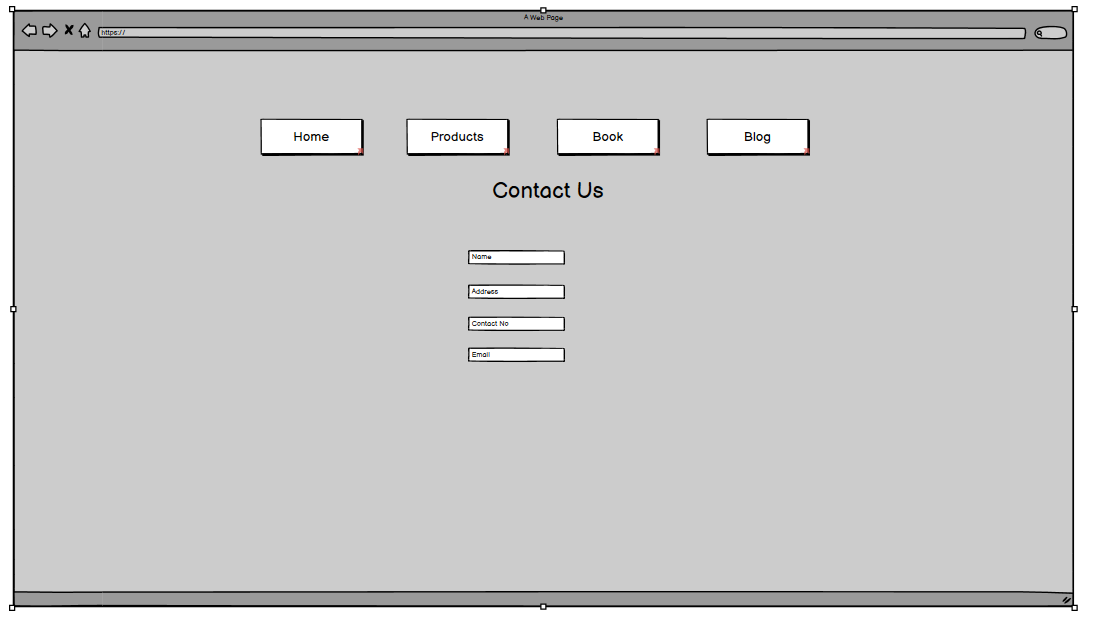 A Web Page
https://
Home Products Book Blog
Contact Us
Name
Address
Contact No
Email